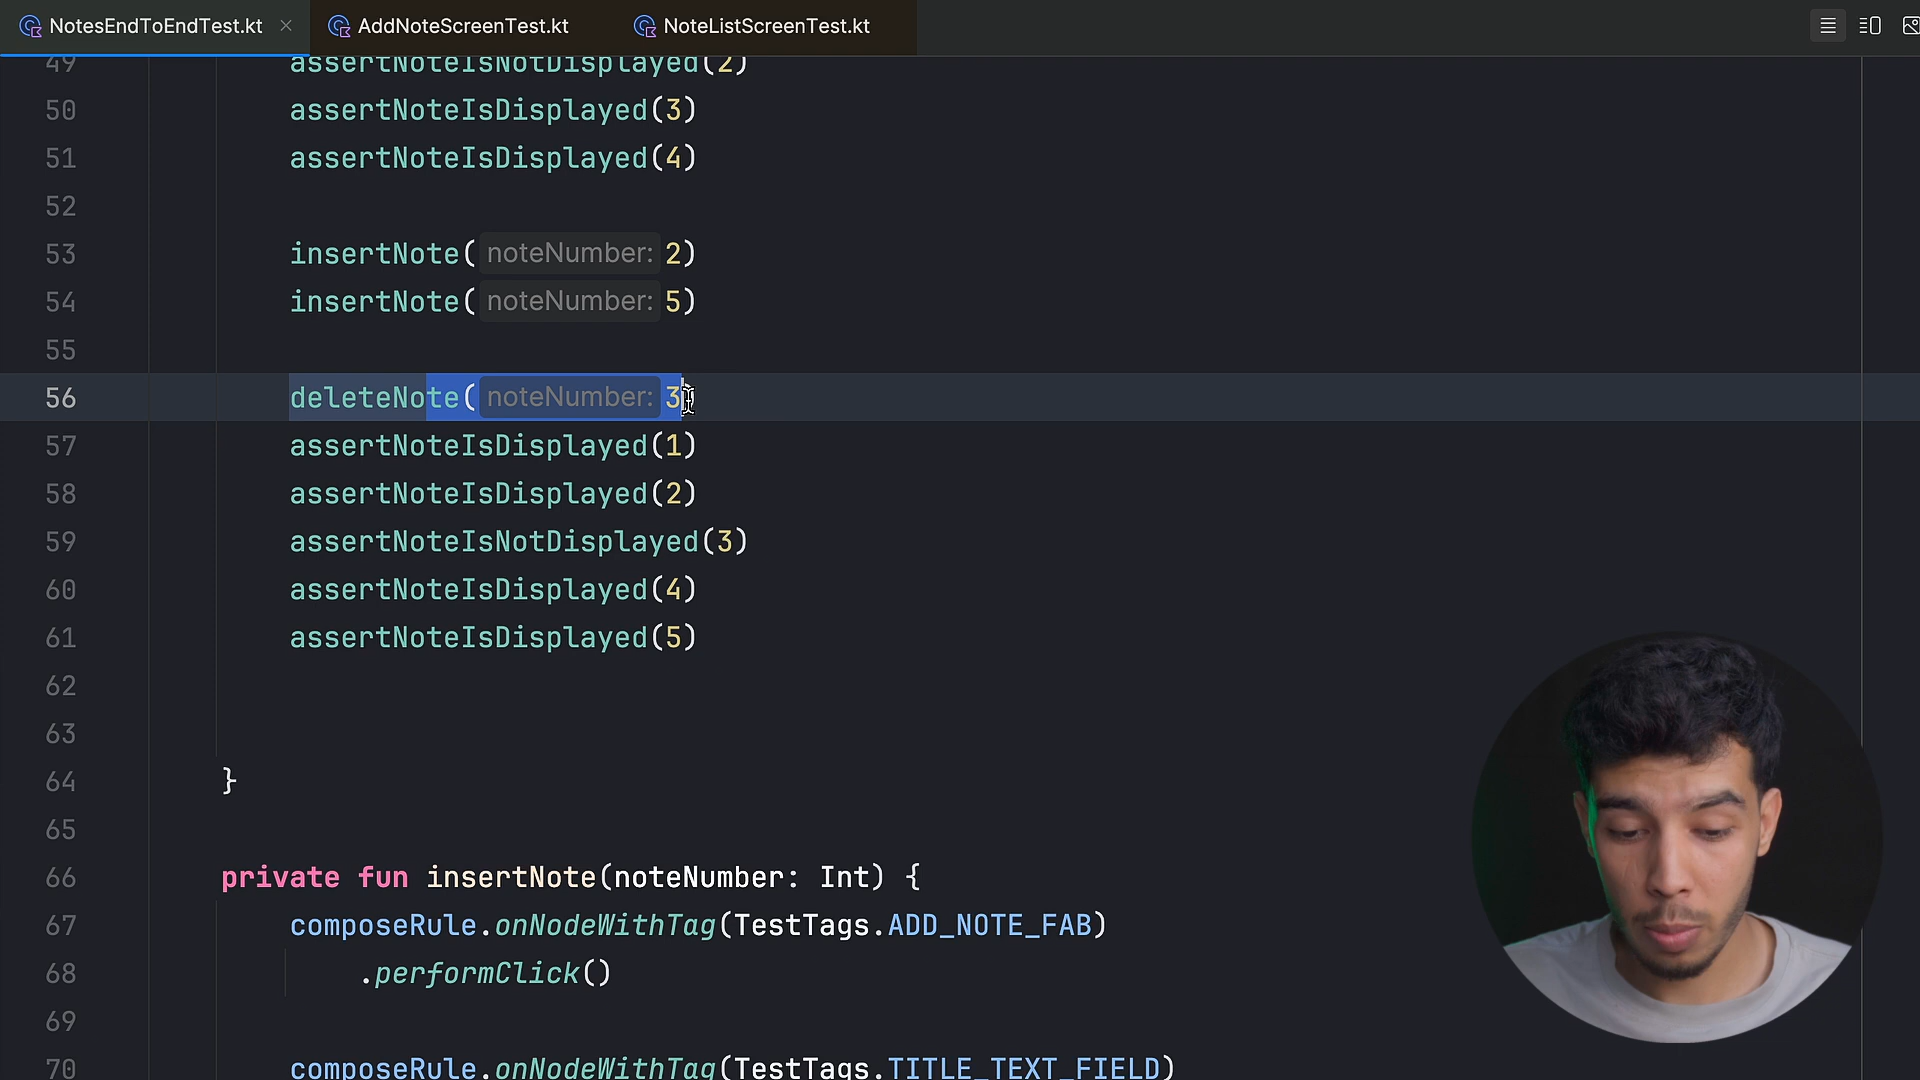 NotesEndToEndTest.kt
AddNoteScreenTest.kt
NoteListScreenTest.kt
49 assertNoteIsNotDisplayed(2)
50 assertNoteIsDisplayed(3)
51 assertNoteIsDisplayed(4)
52
53 insertNote( noteNumber: 2)
54 insertNote( noteNumber: 5)
55
56 deleteNote( noteNumber: 3)
57 assertNoteIsDisplayed(1)
58 assertNoteIsDisplayed(2)
59 assertNoteIsNotDisplayed(3)
60 assertNoteIsDisplayed(4)
61 assertNoteIsDisplayed(5)
62
63
64 }
65
66 private fun insertNote(noteNumber: Int) {
67 composeRule.onNodeWithTag(TestTags.ADD_NOTE_FAB)
68 .performClick()
69
70 composeRule.onNodeWithTag(TestTags.TITLE_TEXT_FIELD)